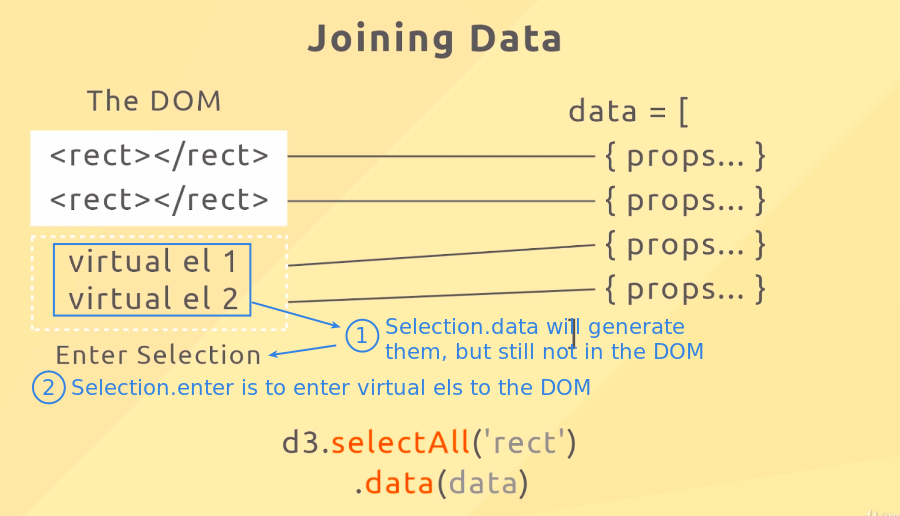 Joining Data
The DOM
data = [
<rect></rect>
{ props... }
<rect></rect>
{ props... }
virtual el 1
{ props... }
virtual el 2
{ props... }
]
1 Selection.data will generate
them, but still not in the DOM
Enter Selection
2 Selection.enter is to enter virtual els to the DOM
d3.selectAll('rect')
.data(data)